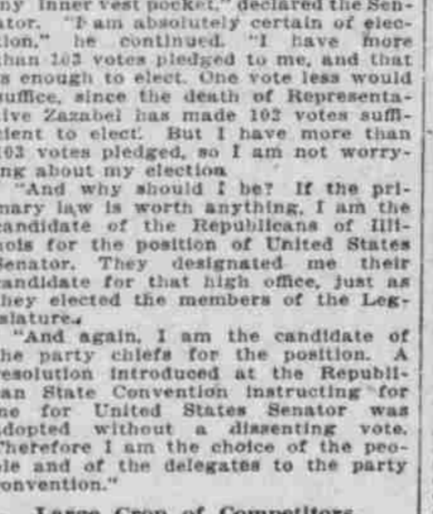 ny inner vest pocket," declared the Sen-
ator. "I am absolutely certain of elec-
tion," he continued. "I have more
than 103 votes pledged to me, and that
is enough to elect. One vote less would
suffice, since the death of Representa-
tive Zazabel has made 102 votes suffi-
cient to elect. But I have more than
103 votes pledged, so I am not worry-
ng about my election
"And why should I be? If the pri-
mary law is worth anything, I am the
candidate of the Republicans of Illi-
nois for the position of United States
Senator. They designated me their
candidate for that high office, just as
they elected the members of the Leg-
slature.
"And again, I am the candidate of
he party chiefs for the position. A
resolution introduced at the Republi-
an State Convention instructing for
me for United States Senator was
adopted without a dissenting vote.
Therefore I am the choice of the peo-
ple and of the delegates to the party
convention."
Large Crop of Competitors